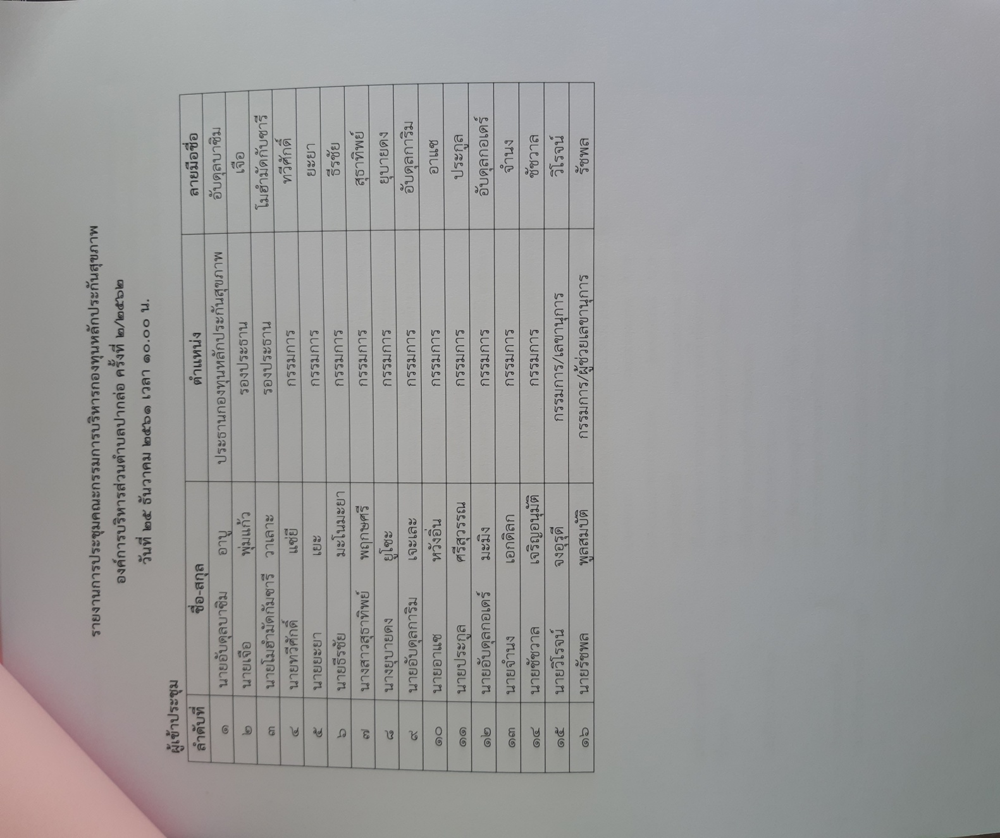 รายงานการประชุมคณะกรรมการบริหารกองทุนหลักประกันสุขภาพ
องค์การบริหารส่วนตำบลปากล่อ ครั้งที่ ๒/๒๕๖๒
วันที่ ๒๕ ธันวาคม ๒๕๖๑ เวลา ๑๐.๐๐ น.
ผู้เข้าประชุม
ลำดับที่ ชื่อ-สกุล ตำแหน่ง ลายมือชื่อ
๑ นายอับดุลบาซิม อาบู ประธานกองทุนหลักประกันสุขภาพ อับดุลบาซิม
๒ นายเจือ พุ่มแก้ว รองประธาน เจือ
๓ นายโมฮำมัดกัมซารี วาเลาะ รองประธาน โมฮำมัดกับซารี
๔ นายทวีศักดิ์ แซ่ยี กรรมการ ทวีศักดิ์
๕ นายยะยา เยะ กรรมการ ยะยา
๖ นายธีรชัย มะโนมะยา กรรมการ ธีรชัย
๗ นางสาวสุธาทิพย์ พฤกษศรี กรรมการ สุธาทิพย์
๘ นางยุบายดง ยูโซะ กรรมการ ยุบายดง
๙ นายอับดุลการิม เจะเละ กรรมการ อับดุลการิม
๑๐ นายอาแซ หวังอิ่น กรรมการ อาแซ
๑๑ นายประกูล ศรีสุวรรณ กรรมการ ประกูล
๑๒ นายอับดุลกอเดร์ มะมิง กรรมการ อับดุลกอเดร์
๑๓ นายจำนง เอกดิลก กรรมการ จำนง
๑๔ นายชัชวาล เจริญอนุมัติ กรรมการ ชัชวาล
๑๕ นายวิโรจน์ จงอุรุดี กรรมการ/เลขานุการ วิโรจน์
๑๖ นายรัชพล พูลสมบัติ กรรมการ/ผู้ช่วยเลขานุการ รัชพล